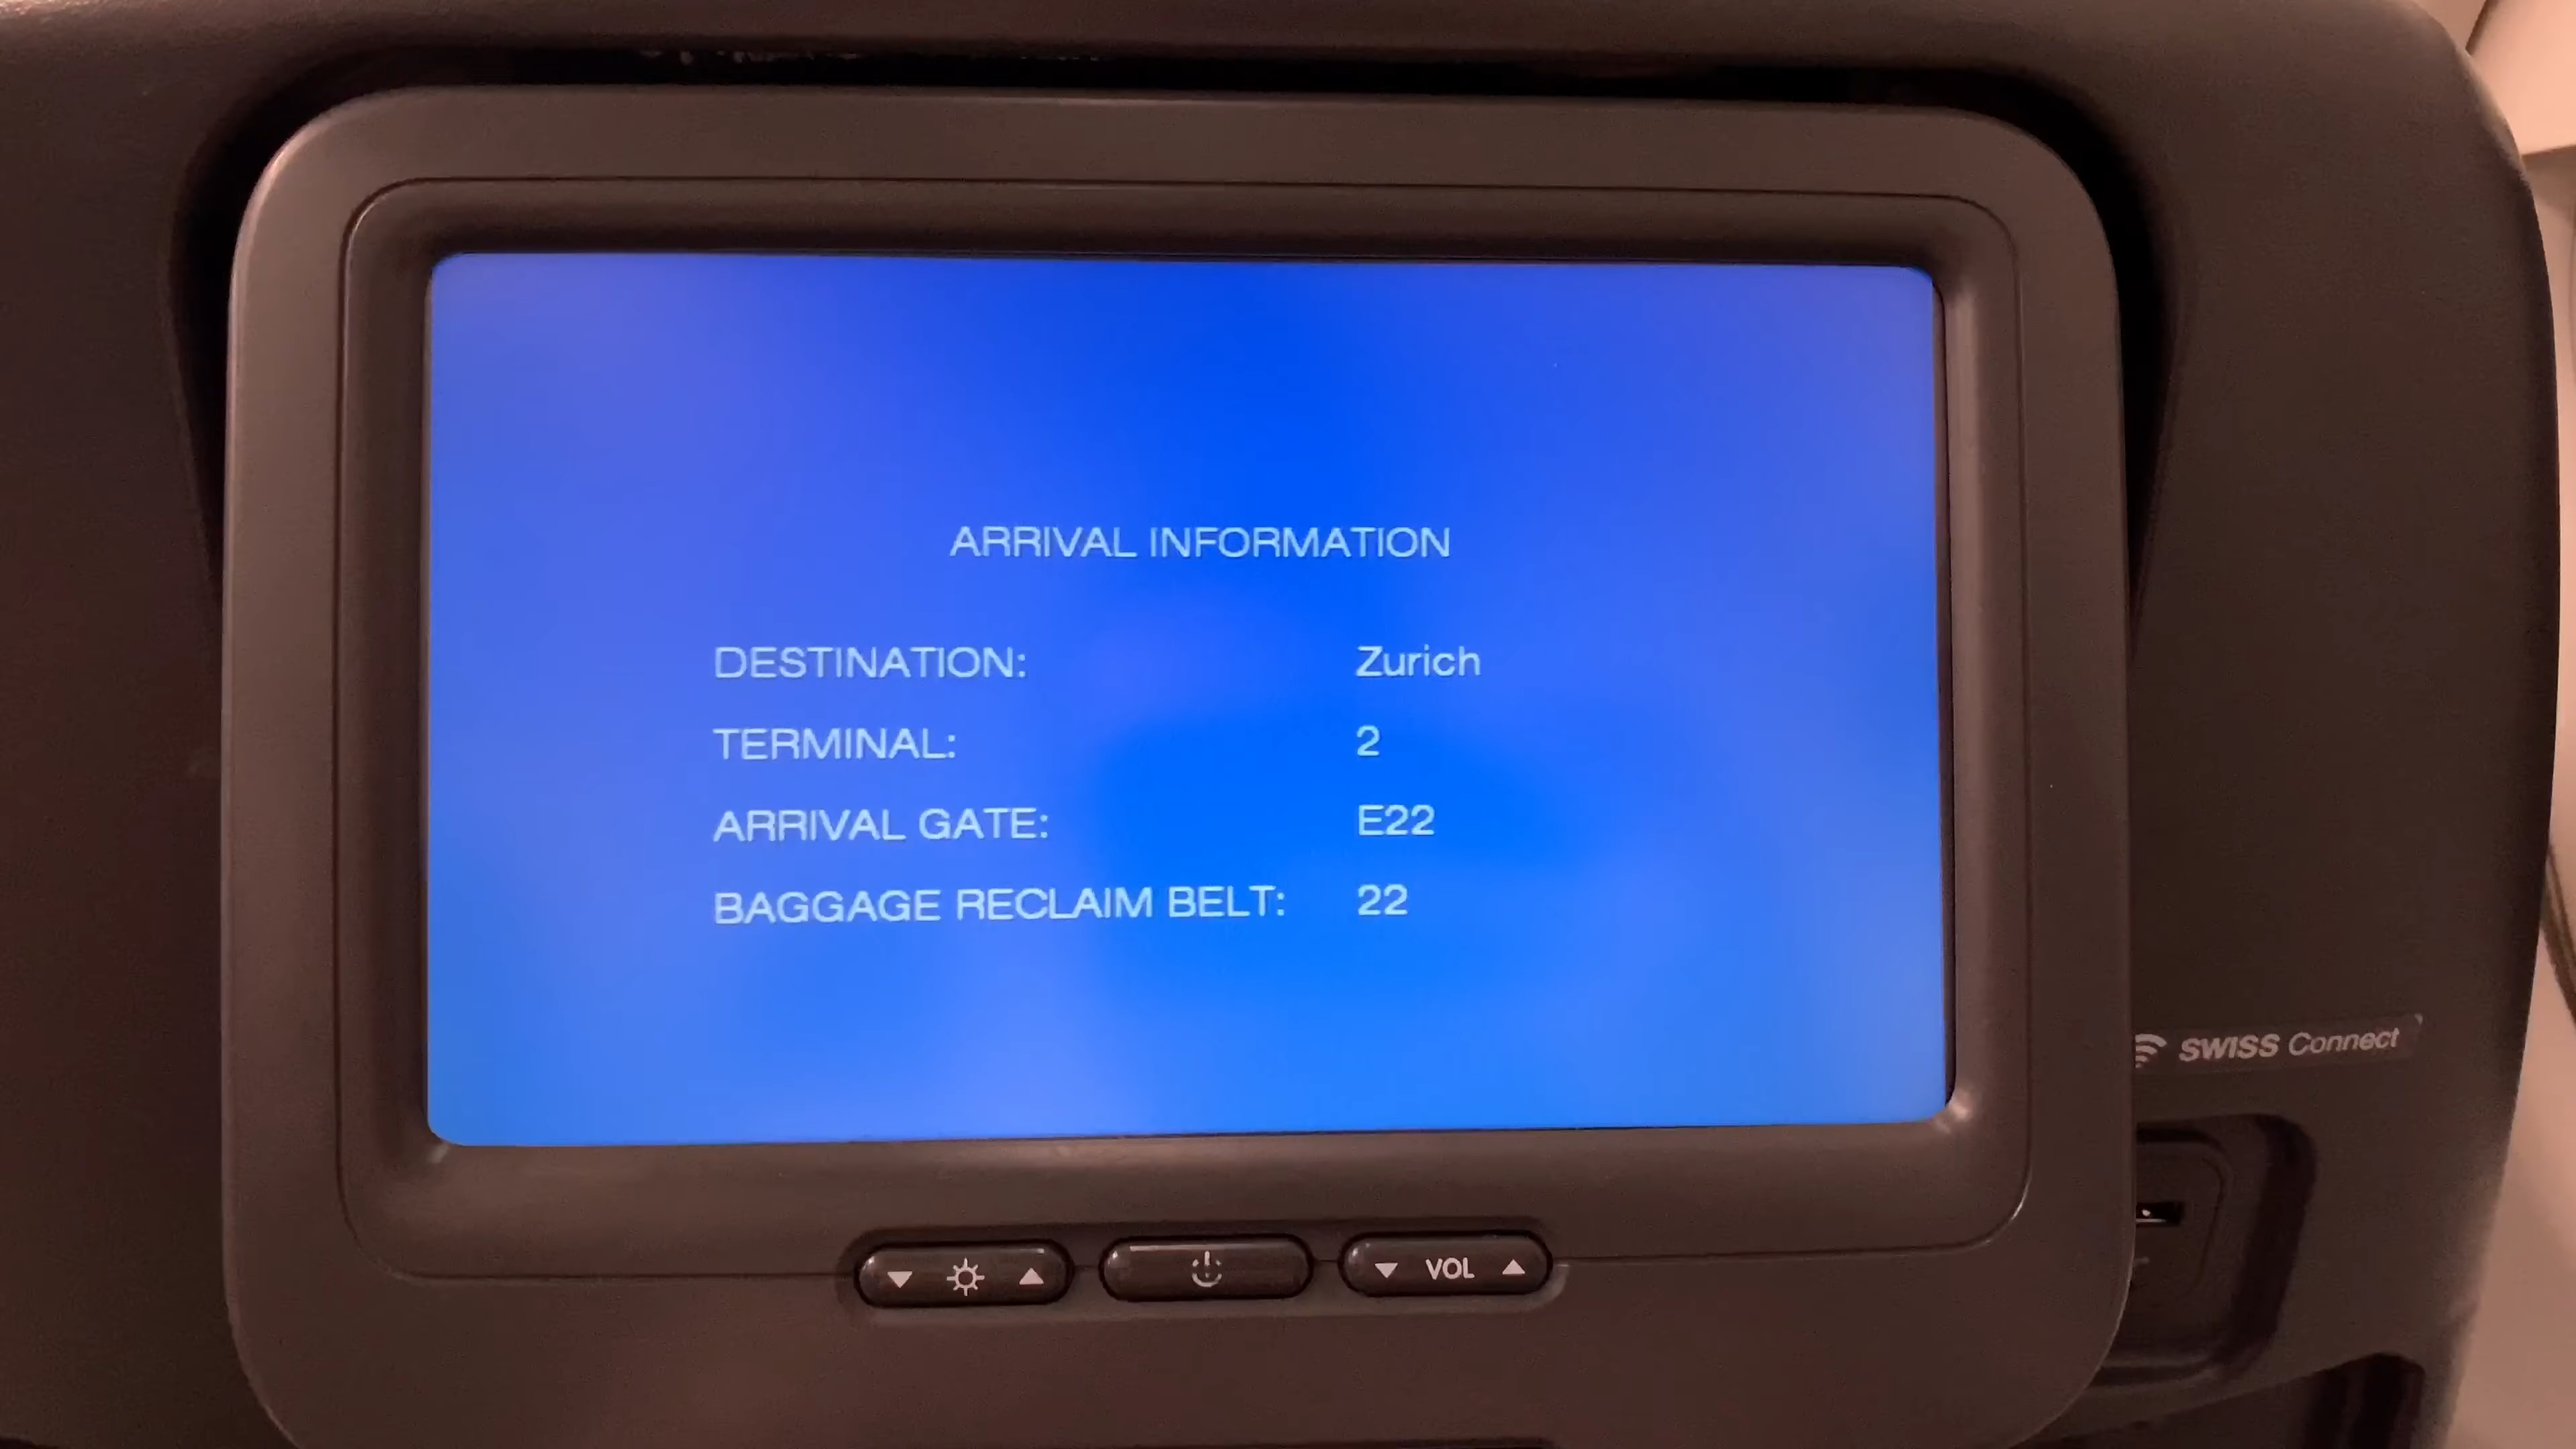 ARRIVAL INFORMATION
DESTINATION: Zurich
TERMINAL: 2
ARRIVAL GATE: E22
BAGGAGE RECLAIM BELT: 22
SWISS Connect
VOL